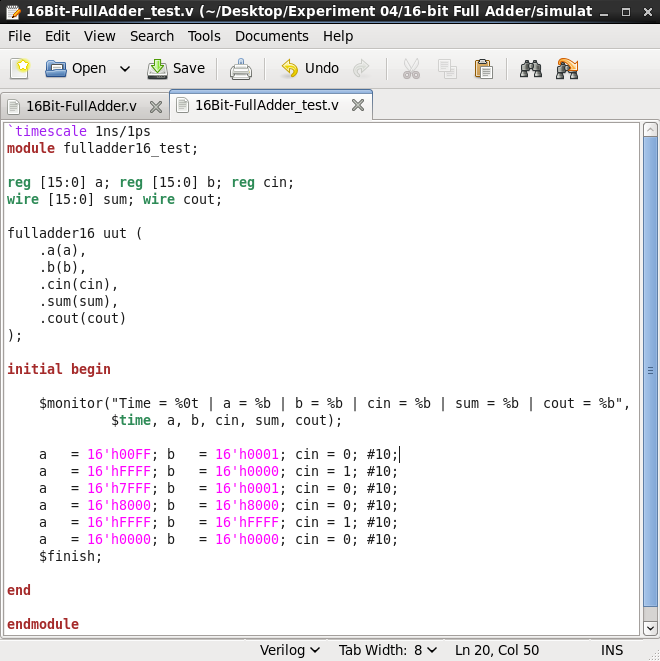 16Bit-FullAdder_test.v (~/Desktop/Experiment 04/16-bit Full Adder/simulat
File Edit View Search Tools Documents Help
Open Save Undo
16Bit-FullAdder.v 16Bit-FullAdder_test.v
`timescale 1ns/1ps
module fulladder16_test;
reg [15:0] a; reg [15:0] b; reg cin;
wire [15:0] sum; wire cout;
fulladder16 uut (
    .a(a),
    .b(b),
    .cin(cin),
    .sum(sum),
    .cout(cout)
);
initial begin
    $monitor("Time = %0t | a = %b | b = %b | cin = %b | sum = %b | cout = %b",
             $time, a, b, cin, sum, cout);
    a   = 16'h00FF; b   = 16'h0001; cin = 0; #10;
    a   = 16'hFFFF; b   = 16'h0000; cin = 1; #10;
    a   = 16'h7FFF; b   = 16'h0001; cin = 0; #10;
    a   = 16'h8000; b   = 16'h8000; cin = 0; #10;
    a   = 16'hFFFF; b   = 16'hFFFF; cin = 1; #10;
    a   = 16'h0000; b   = 16'h0000; cin = 0; #10;
    $finish;
end
endmodule
Verilog Tab Width: 8 Ln 20, Col 50 INS